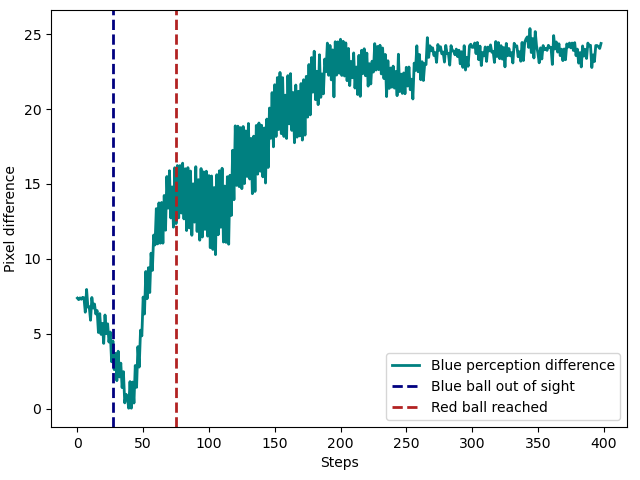 25
20
15
10
5
0
Pixel difference
Blue perception difference
Blue ball out of sight
Red ball reached
0 50 100 150 200 250 300 350 400
Steps